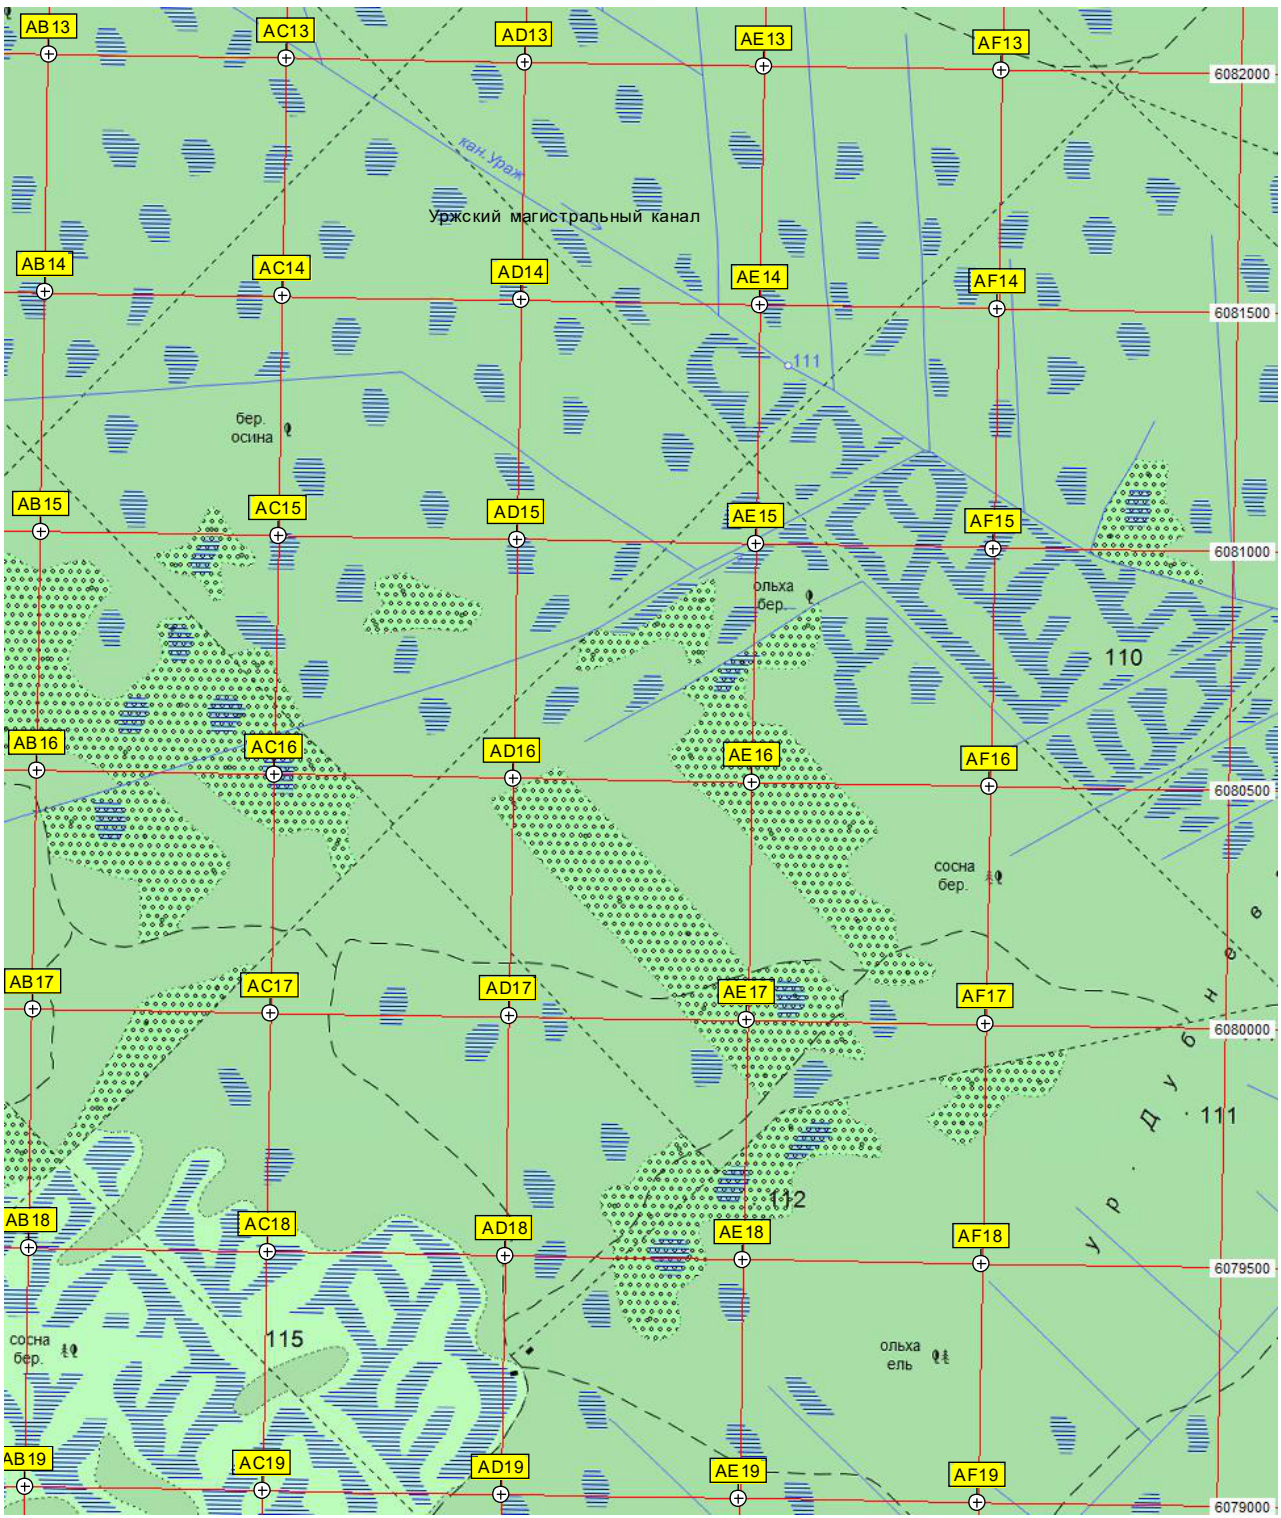 AB13
AC13
AD13
AE13
AF13
6082000
кан.Ураж
Уржский магистральный канал
AB14
AC14
AD14
AE14
AF14
6081500
111
бер.
осина
AB15
AC15
AD15
AE15
AF15
6081000
ольха
бер.
110
AB16
AC16
AD16
AE16
AF16
6080500
сосна
бер.
AB17
AC17
AD17
AE17
AF17
6080000
ур. Дубнев
111
112
AB18
AC18
AD18
AE18
AF18
6079500
сосна
бер.
115
ольха
ель
AB19
AC19
AD19
AE19
AF19
6079000